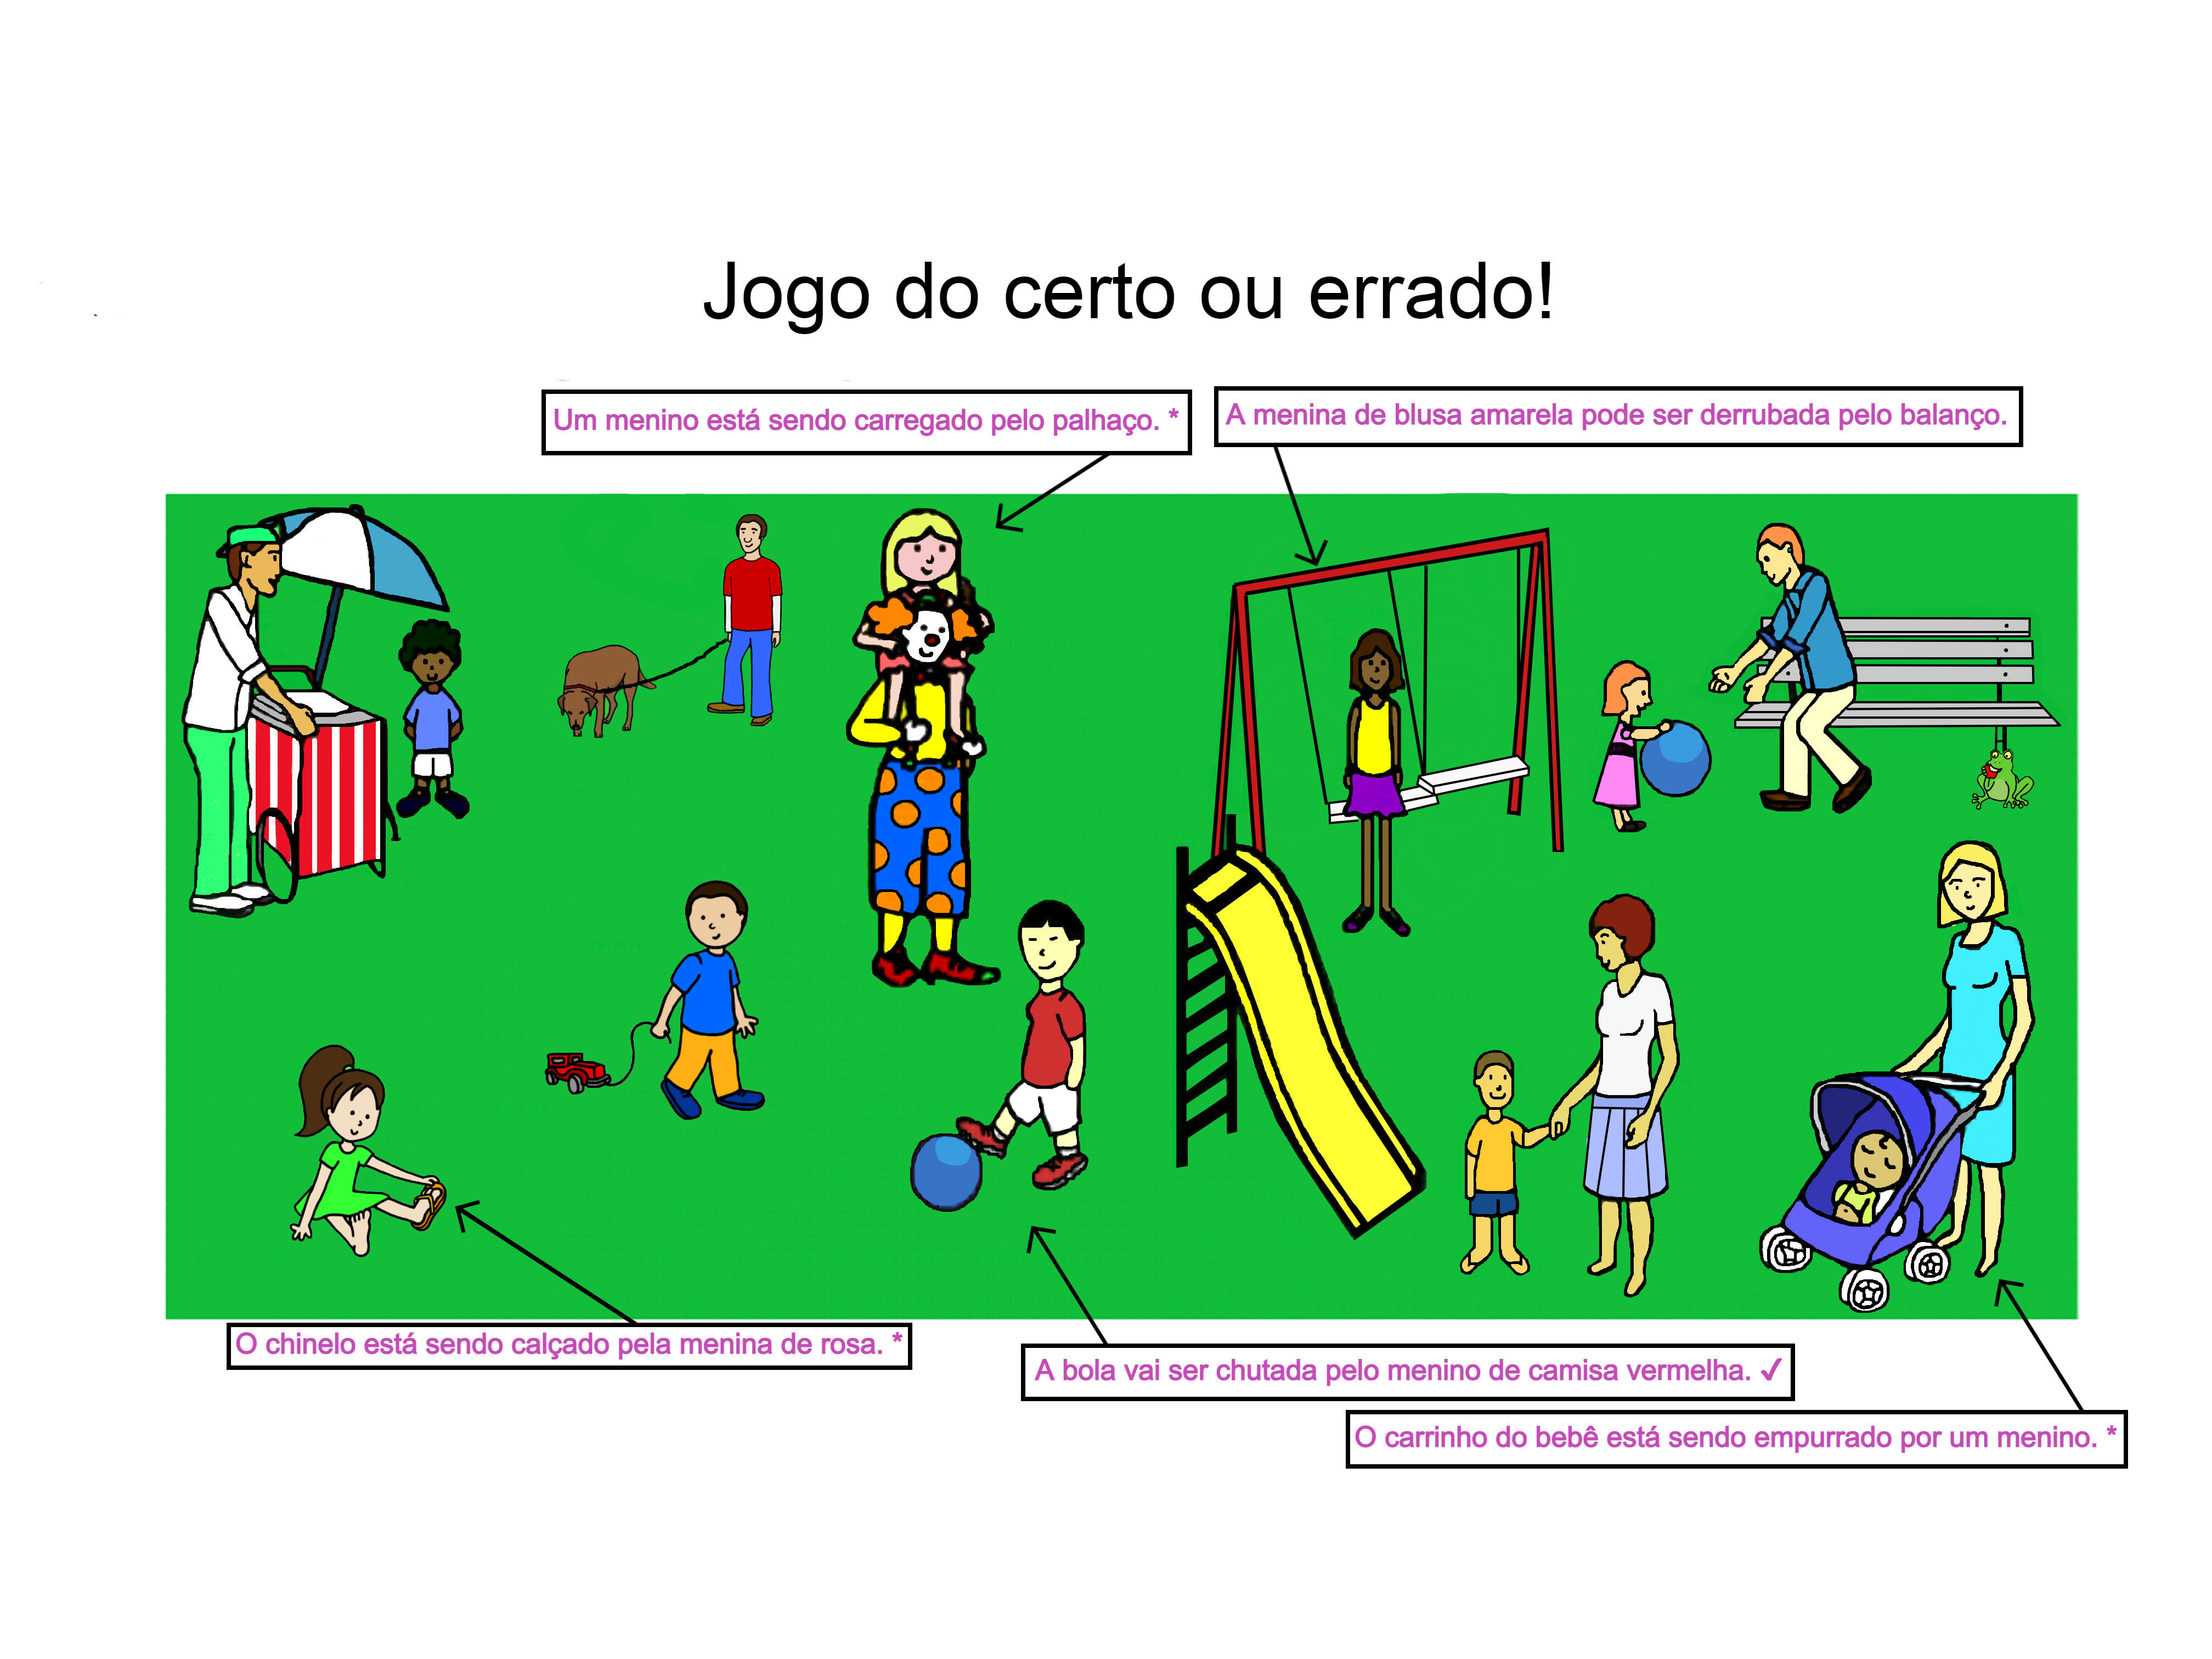 Jogo do certo ou errado!
Um menino está sendo carregado pelo palhaço. *
A menina de blusa amarela pode ser derrubada pelo balanço.
O chinelo está sendo calçado pela menina de rosa. *
A bola vai ser chutada pelo menino de camisa vermelha. ✓
O carrinho do bebê está sendo empurrado por um menino. *